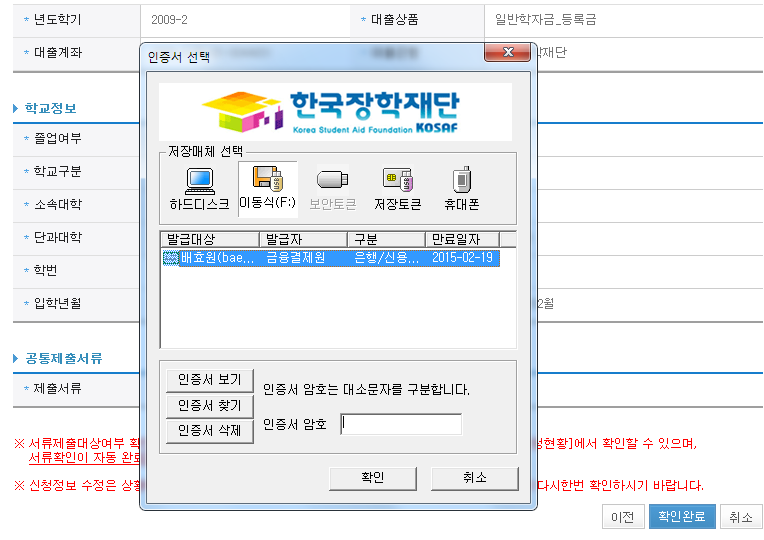 * 년도학기 2009-2 * 대출상품 일반학자금_등록금
* 대출계좌
인증서 선택
한국장학재단
Korea Student Aid Foundation KOSAF
학교정보
* 졸업여부
* 학교구분
* 소속대학
* 단과대학
* 학번
* 입학년월 2월
저장매체 선택
하드디스크 이동식(F:) 보안토큰 저장토큰 휴대폰
발급대상 발급자 구분 만료일자
배효원(bae... 금융결제원 은행/신용... 2015-02-19
공통제출서류
* 제출서류
인증서 보기
인증서 암호는 대소문자를 구분합니다.
인증서 찾기
인증서 암호
인증서 삭제
확인 취소
※ 서류제출대상여부 확 에서 확인할 수 있으며,
서류확인이 자동 완료
※ 신청정보 수정은 상황 다시한번 확인하시기 바랍니다.
이전 확인완료 취소